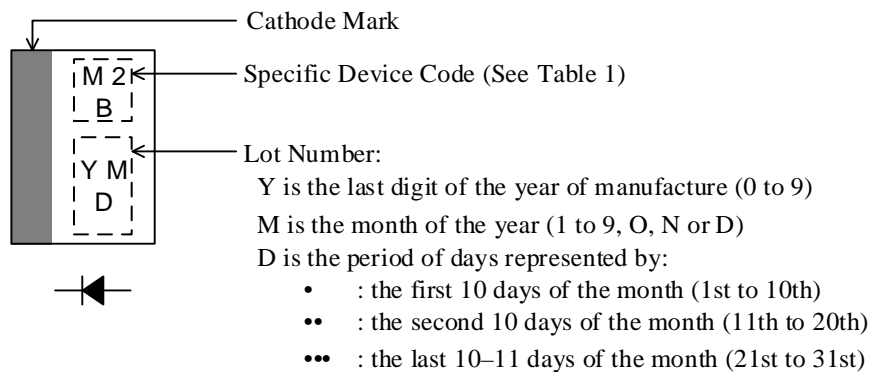 Cathode Mark
M 2
B
Specific Device Code (See Table 1)
Y M
D
Lot Number:
Y is the last digit of the year of manufacture (0 to 9)
M is the month of the year (1 to 9, O, N or D)
D is the period of days represented by:
• : the first 10 days of the month (1st to 10th)
•• : the second 10 days of the month (11th to 20th)
••• : the last 10–11 days of the month (21st to 31st)